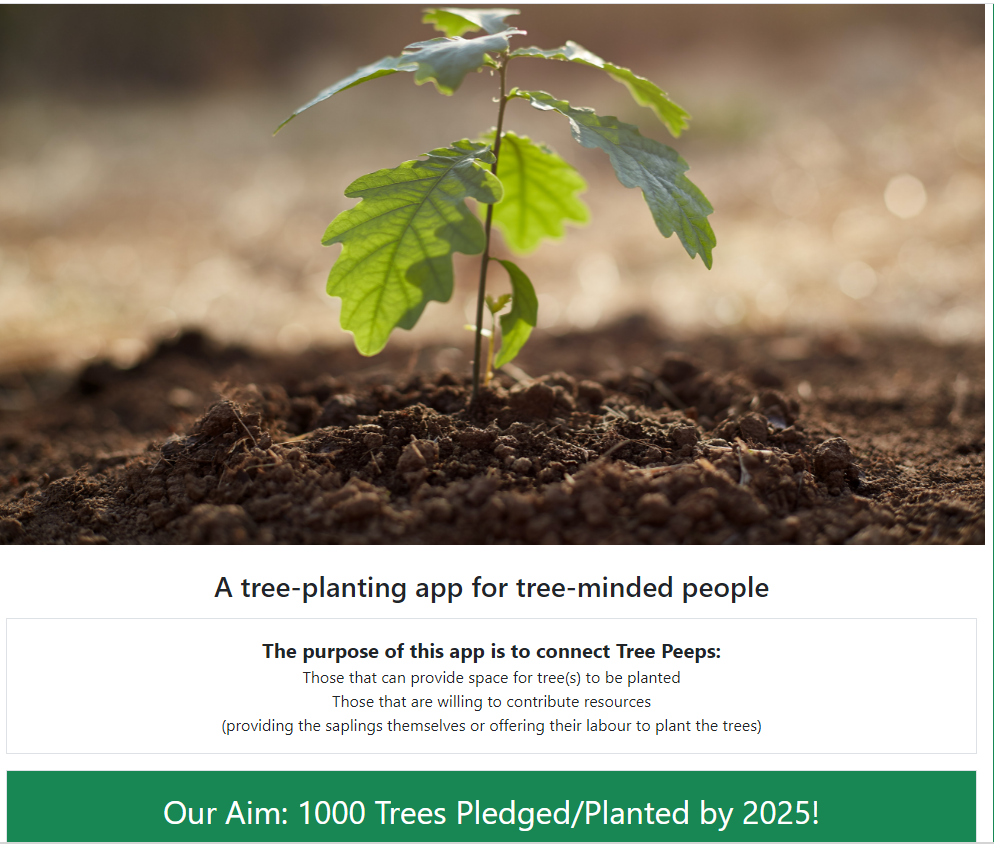 A tree-planting app for tree-minded people
The purpose of this app is to connect Tree Peeps:
Those that can provide space for tree(s) to be planted
Those that are willing to contribute resources
(providing the saplings themselves or offering their labour to plant the trees)
Our Aim: 1000 Trees Pledged/Planted by 2025!